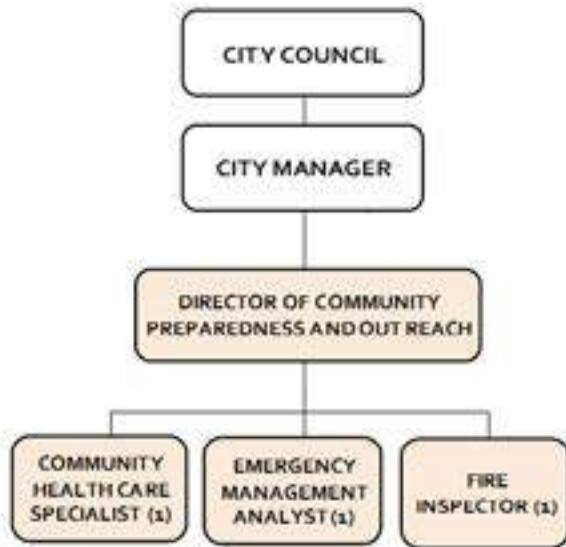 CITY COUNCIL
CITY MANAGER
DIRECTOR OF COMMUNITY
PREPAREDNESS AND OUT REACH
COMMUNITY
HEALTH CARE
SPECIALIST (1)
EMERGENCY
MANAGEMENT
ANALYST (1)
FIRE
INSPECTOR (1)